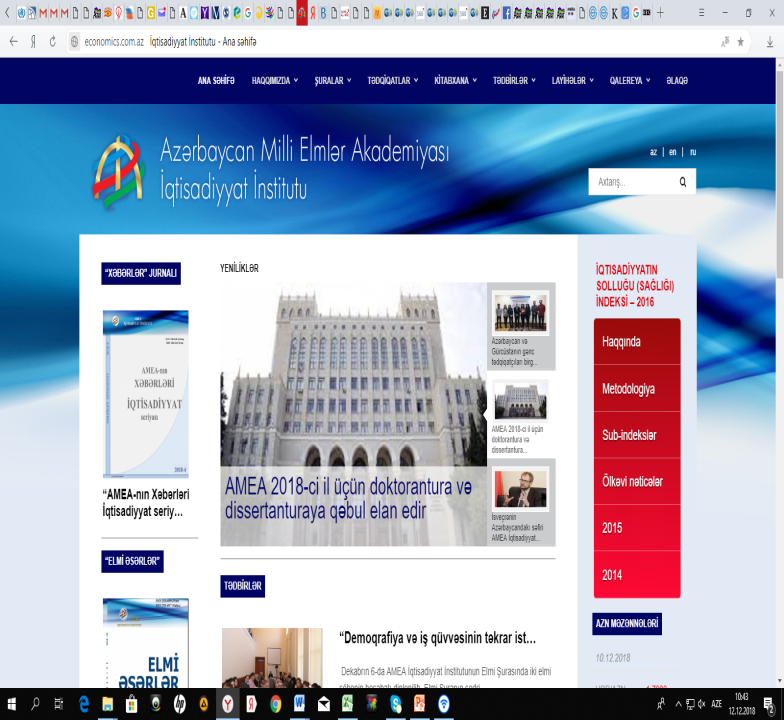 economics.com.az İqtisadiyyat İnstitutu - Ana səhifə
ANA SƏHİFƏ HAQQIMIZDA ŞURALAR TƏDQİQATLAR KİTABXANA TƏDBİRLƏR LAYİHƏLƏR QALEREYA ƏLAQƏ
Azərbaycan Milli Elmlər Akademiyası
İqtisadiyyat İnstitutu
az | en | ru
Axtarış...
“XƏBƏRLƏR” JURNALI
AMEA-nın
XƏBƏRLƏRİ
İQTİSADİYYAT
seriyası
“AMEA-nın Xəbərləri
İqtisadiyyat seriy...
“ELMİ ƏSƏRLƏR”
ELMİ
ƏSƏRLƏR
YENİLİKLƏR
AMEA 2018-ci il üçün doktorantura və
dissertanturaya qəbul elan edir
Azərbaycan və
Gürcüstanın gənc
tədqiqatçıları birg...
AMEA 2018-ci il üçün
doktorantura və
dissertantura...
İsveçrənin
Azərbaycandakı səfiri
AMEA İqtisadiyyat...
TƏDBİRLƏR
“Demoqrafiya və iş qüvvəsinin təkrar ist...
Dekabrın 6-da AMEA İqtisadiyyat İnstitutunun Elmi Şurasında iki elmi
İQTISADİYYATIN
SOLLUĞU (SAĞLIĞI)
İNDEKSİ – 2016
Haqqında
Metodologiya
Sub-indekslər
Ölkəvi nəticələr
2015
2014
AZN MƏZƏNNƏLƏRİ
10.12.2018
AZE
10:43
12.12.2018